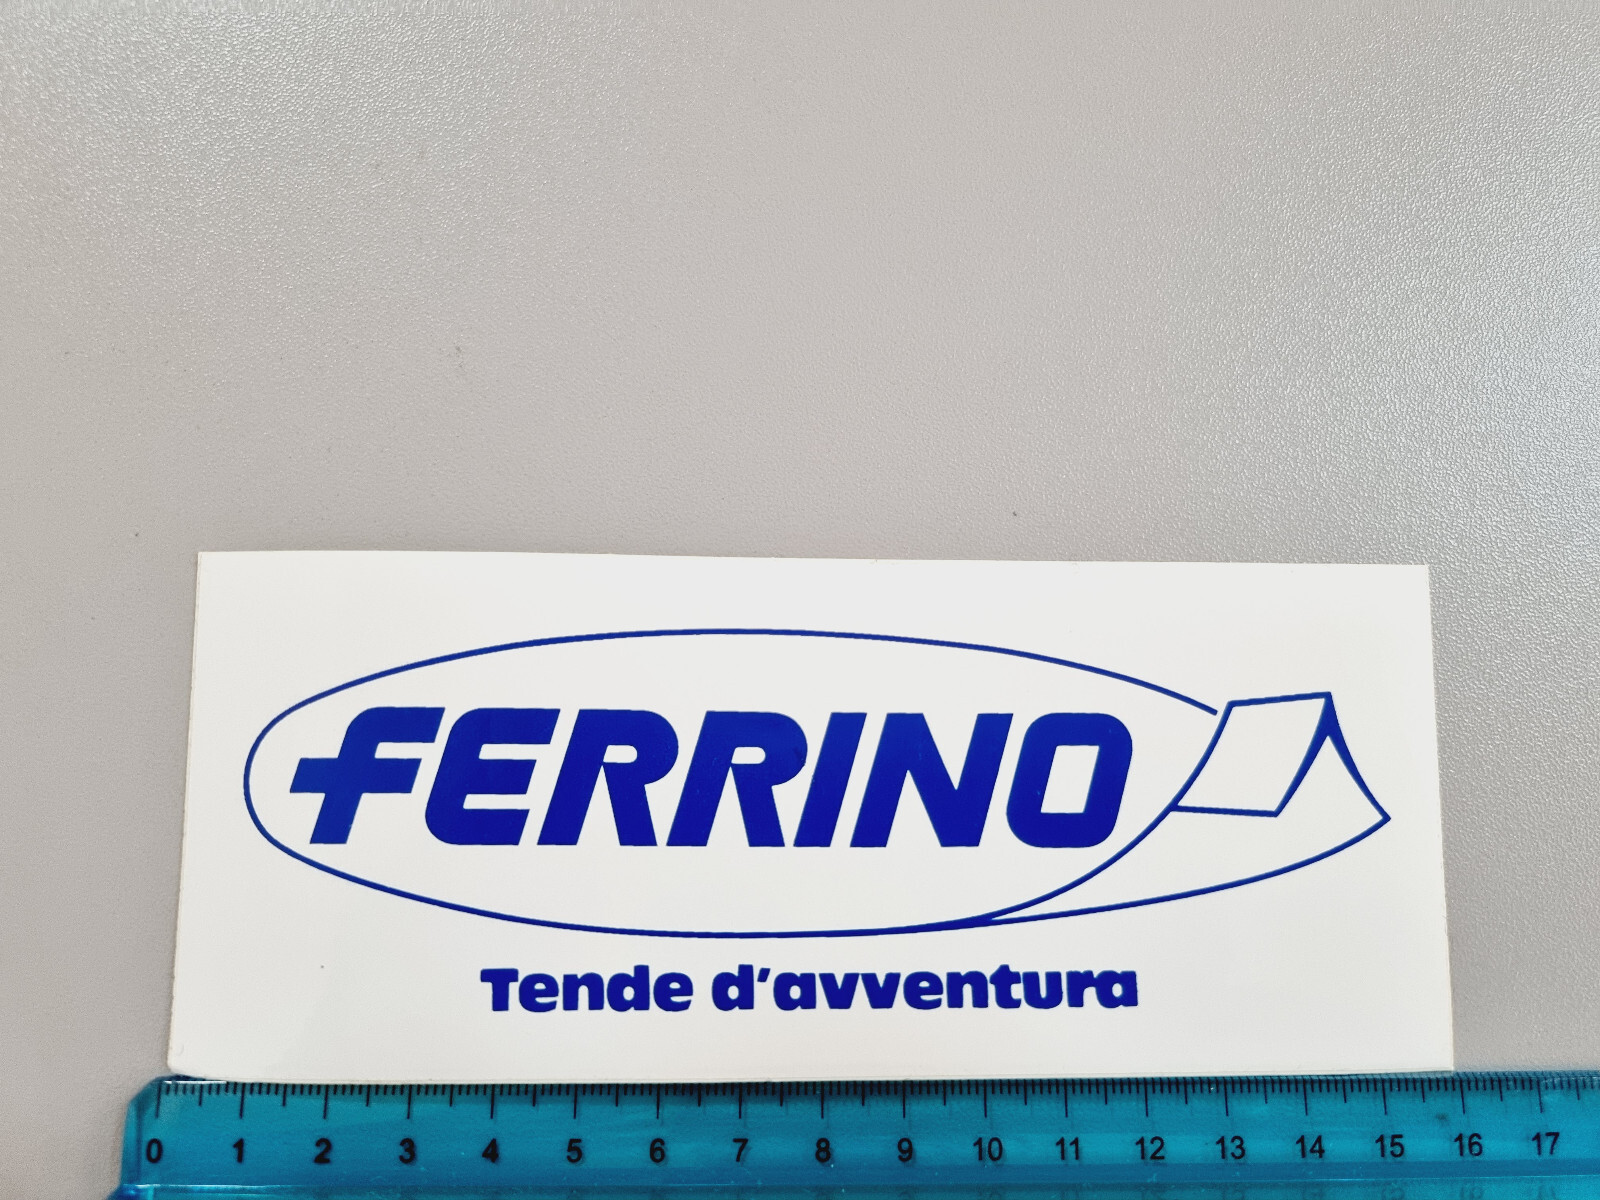 FERRINO
Tende d'avventura
0 1 2 3 4 5 6 7 8 9 10 11 12 13 14 15 16 17